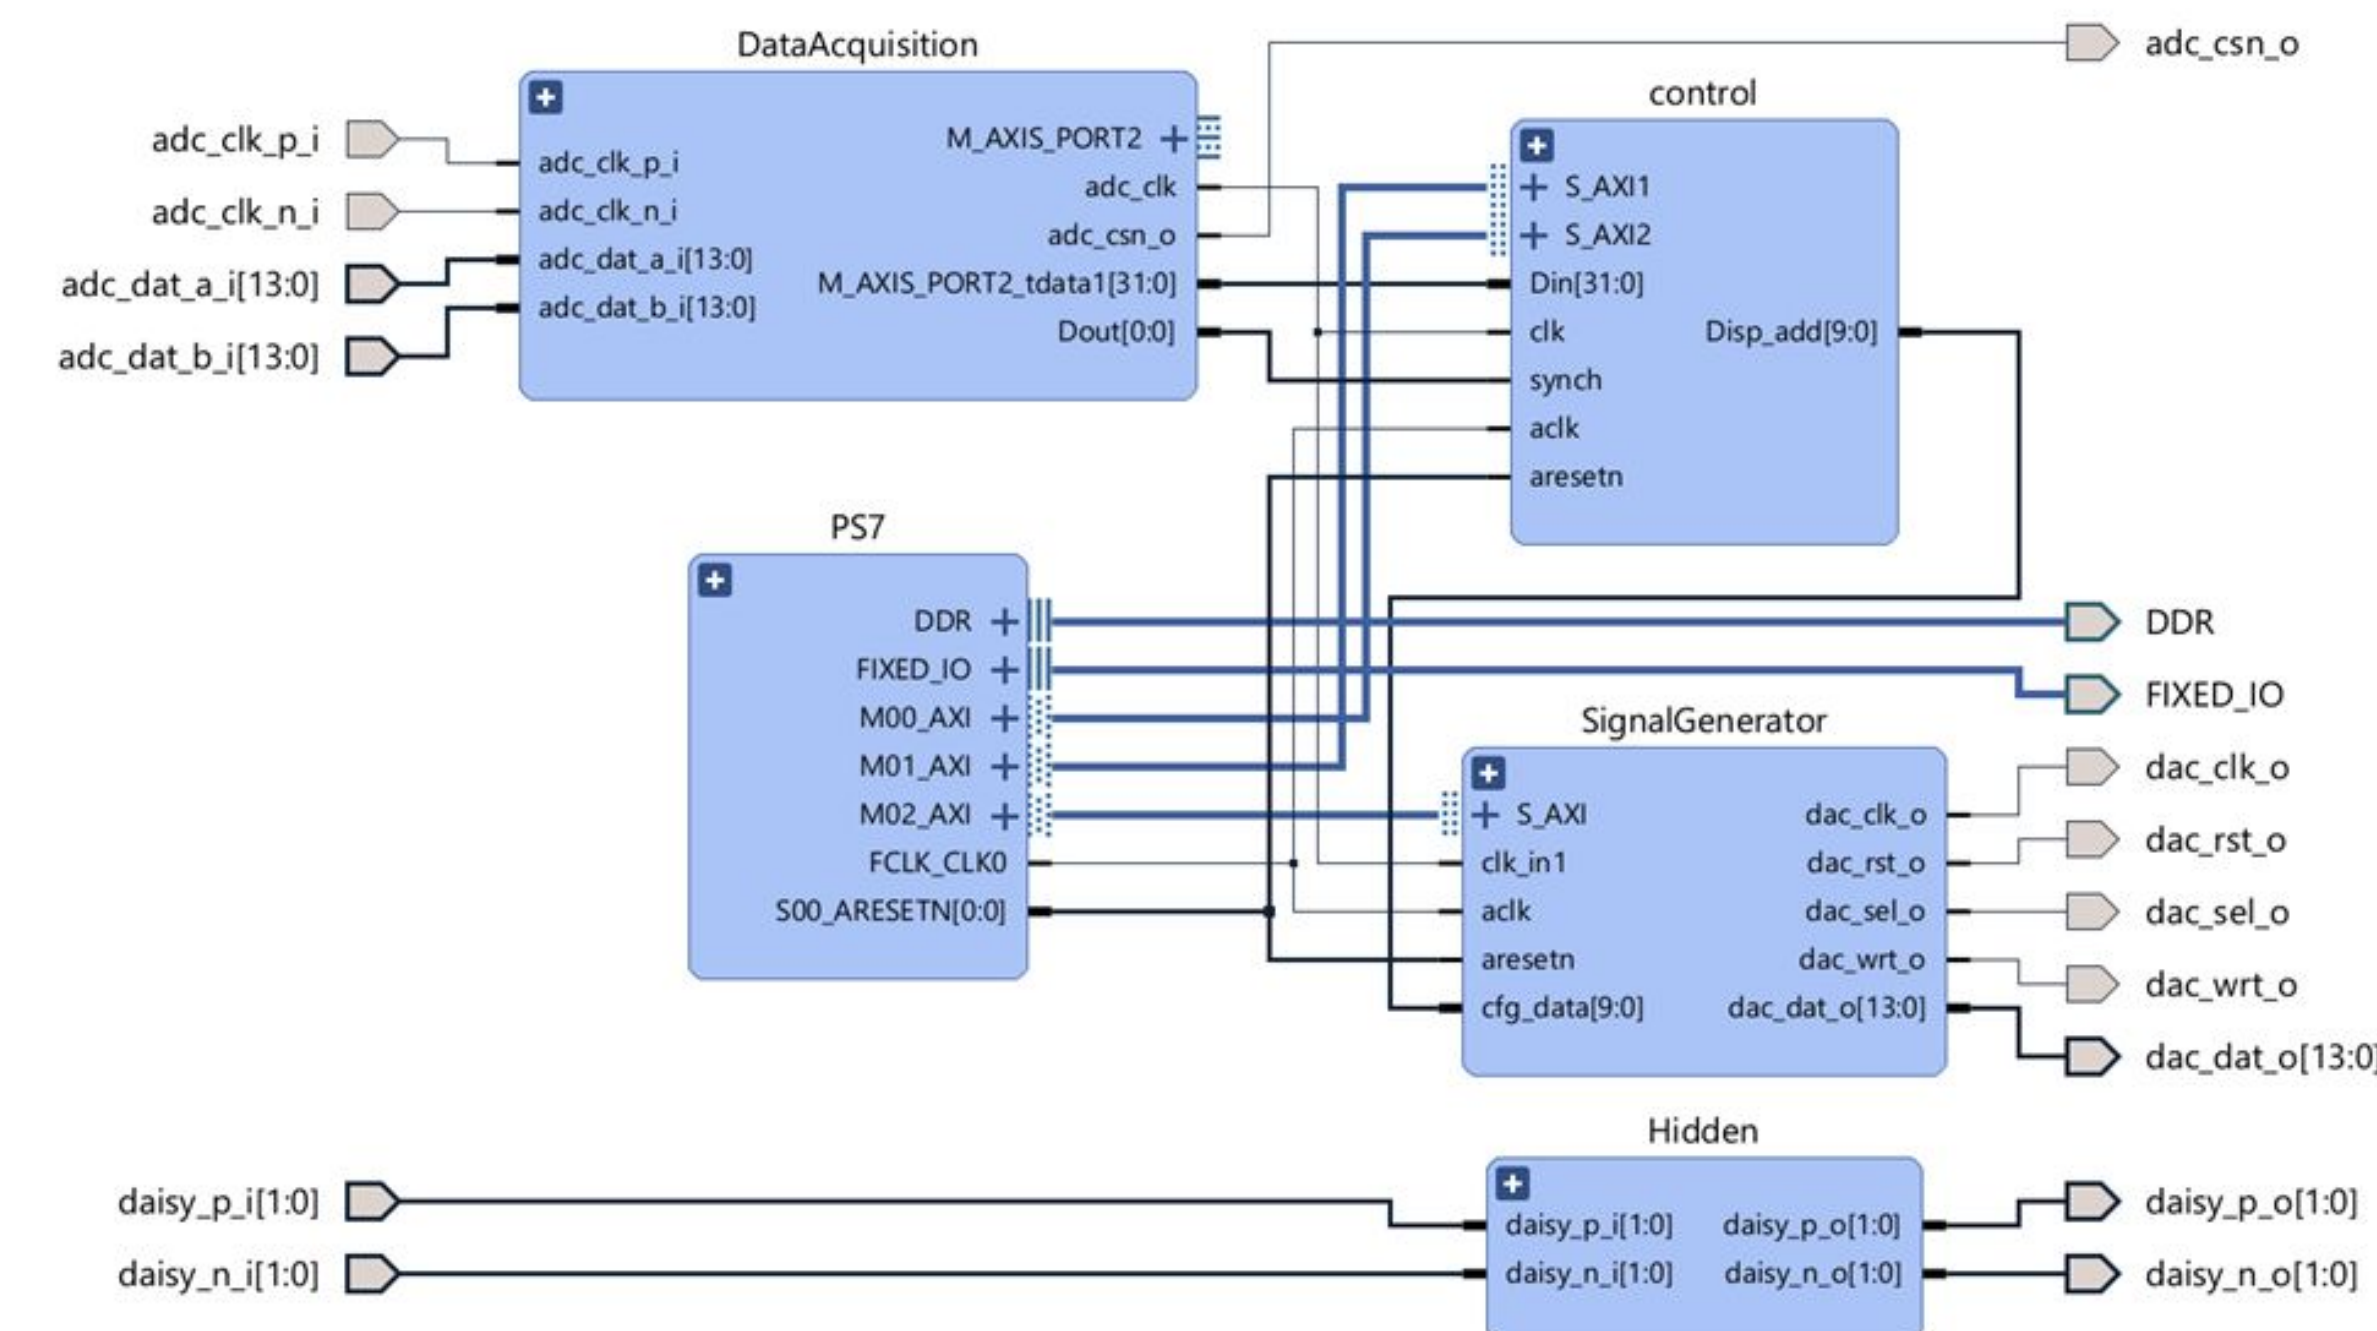 DataAcquisition
adc_clk_p_i
adc_clk_n_i
adc_dat_a_i[13:0]
adc_dat_b_i[13:0]
adc_clk_p_i
adc_clk_n_i
adc_dat_a_i[13:0]
adc_dat_b_i[13:0]
M_AXIS_PORT2
adc_clk
adc_csn_o
M_AXIS_PORT2_tdata1[31:0]
Dout[0:0]
adc_csn_o
control
S_AXI1
S_AXI2
Din[31:0]
clk
synch
aclk
aresetn
Disp_add[9:0]
PS7
DDR
FIXED_IO
M00_AXI
M01_AXI
M02_AXI
FCLK_CLK0
S00_ARESETN[0:0]
DDR
FIXED_IO
SignalGenerator
S_AXI
clk_in1
aclk
aresetn
cfg_data[9:0]
dac_clk_o
dac_rst_o
dac_sel_o
dac_wrt_o
dac_dat_o[13:0]
dac_clk_o
dac_rst_o
dac_sel_o
dac_wrt_o
dac_dat_o[13:0]
Hidden
daisy_p_i[1:0]
daisy_n_i[1:0]
daisy_p_i[1:0]
daisy_n_i[1:0]
daisy_p_o[1:0]
daisy_n_o[1:0]
daisy_p_o[1:0]
daisy_n_o[1:0]